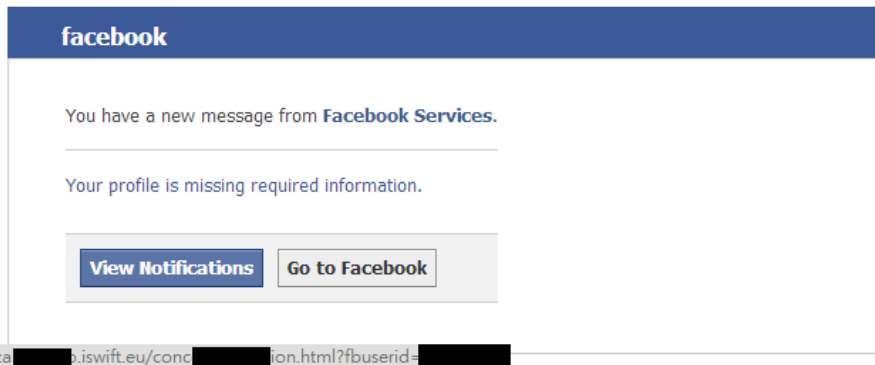 facebook
You have a new message from Facebook Services.
Your profile is missing required information.
View Notifications Go to Facebook
za .iswift.eu/conc ion.html?fbuserid=